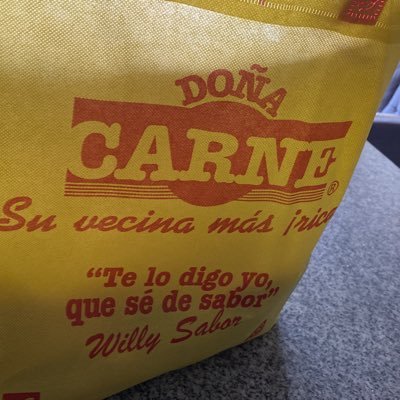 DOÑA
CARNE®
Su vecina más ¡rica
“Te lo digo yo,
que sé de sabor”
Willy Sabor